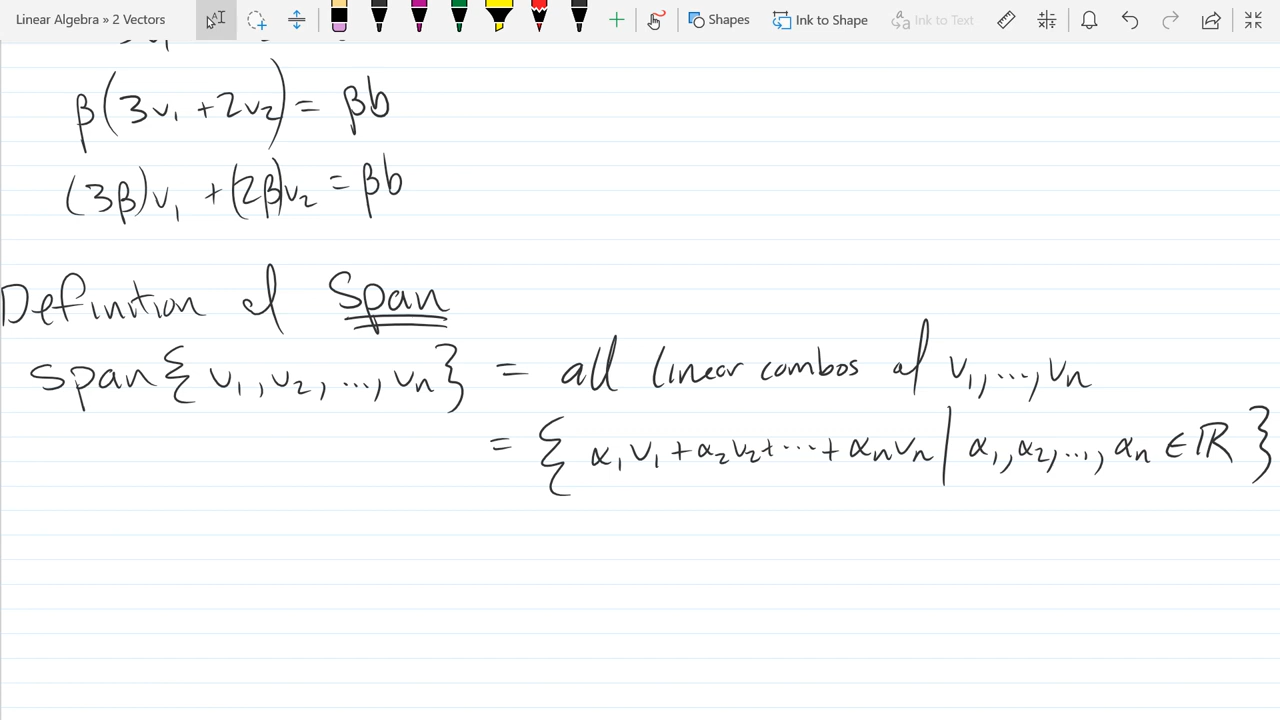 Linear Algebra » 2 Vectors
Shapes
Ink to Shape
Ink to Text
β(3v₁ + 2v₂) = βb
(3β)v₁ + (2β)v₂ = βb
Definition of Span
span{v₁, v₂, ..., vₙ} = all linear combos of v₁, ..., vₙ
= { α₁v₁ + α₂v₂ + ··· + αₙvₙ | α₁, α₂, ..., αₙ ∈ ℝ }